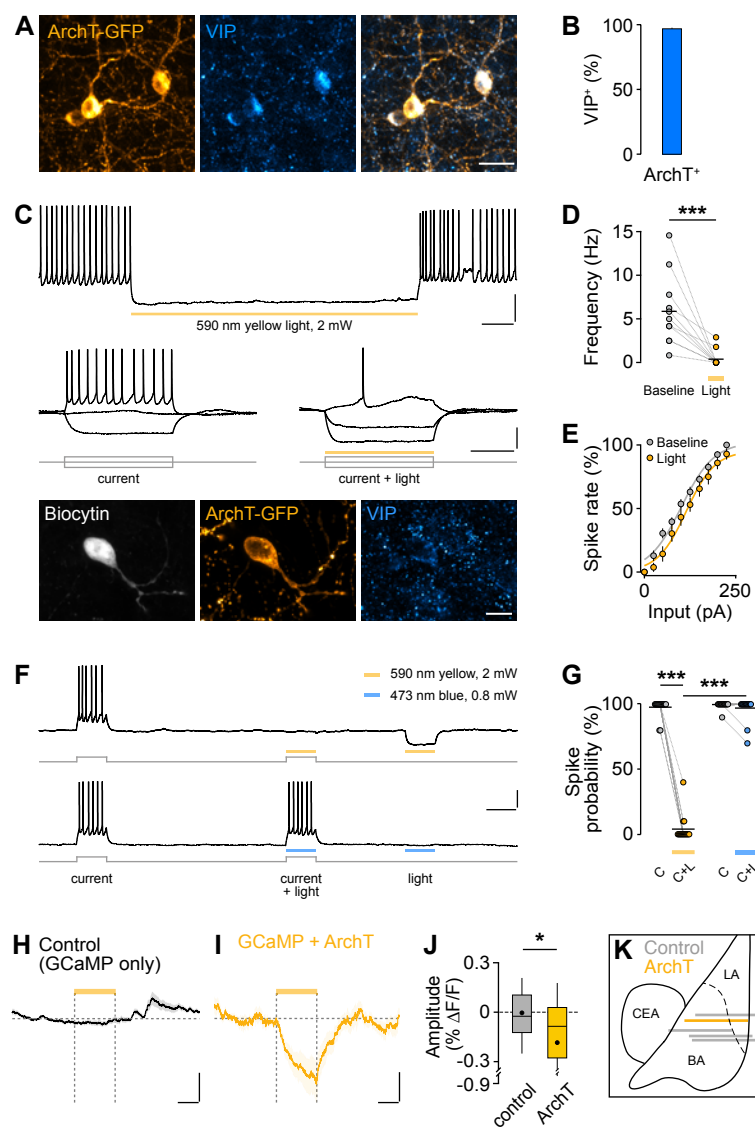 A
ArchT-GFP
VIP
B
VIP⁺ (%)
100
50
0
ArchT⁺
C
590 nm yellow light, 2 mW
current
current + light
Biocytin
ArchT-GFP
VIP
D
***
Frequency (Hz)
15
10
5
0
Baseline
Light
E
Baseline
Light
Spike rate (%)
100
50
0
0
250
Input (pA)
F
590 nm yellow, 2 mW
473 nm blue, 0.8 mW
current
current
+ light
light
G
***
***
Spike
probability (%)
100
50
0
C
C+L
C
H
Control
(GCaMP only)
I
GCaMP + ArchT
J
*
Amplitude
(% ΔF/F)
0.3
0
-0.3
-0.9
control
ArchT
K
Control
ArchT
LA
CEA
BA